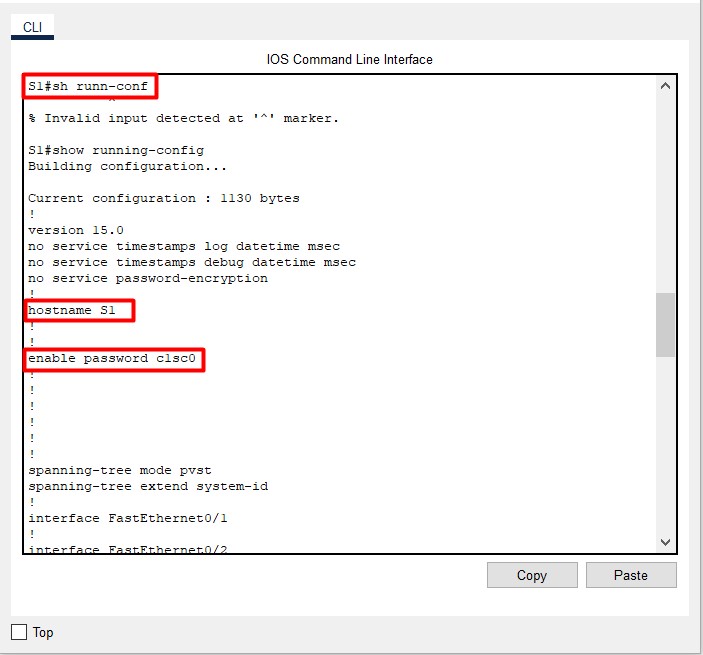 CLI
IOS Command Line Interface
S1#sh runn-conf
^
% Invalid input detected at '^' marker.
S1#show running-config
Building configuration...
Current configuration : 1130 bytes
!
version 15.0
no service timestamps log datetime msec
no service timestamps debug datetime msec
no service password-encryption
!
hostname S1
!
!
enable password c1sc0
!
!
!
!
!
!
spanning-tree mode pvst
spanning-tree extend system-id
!
interface FastEthernet0/1
!
interface FastEthernet0/2
Copy Paste
Top